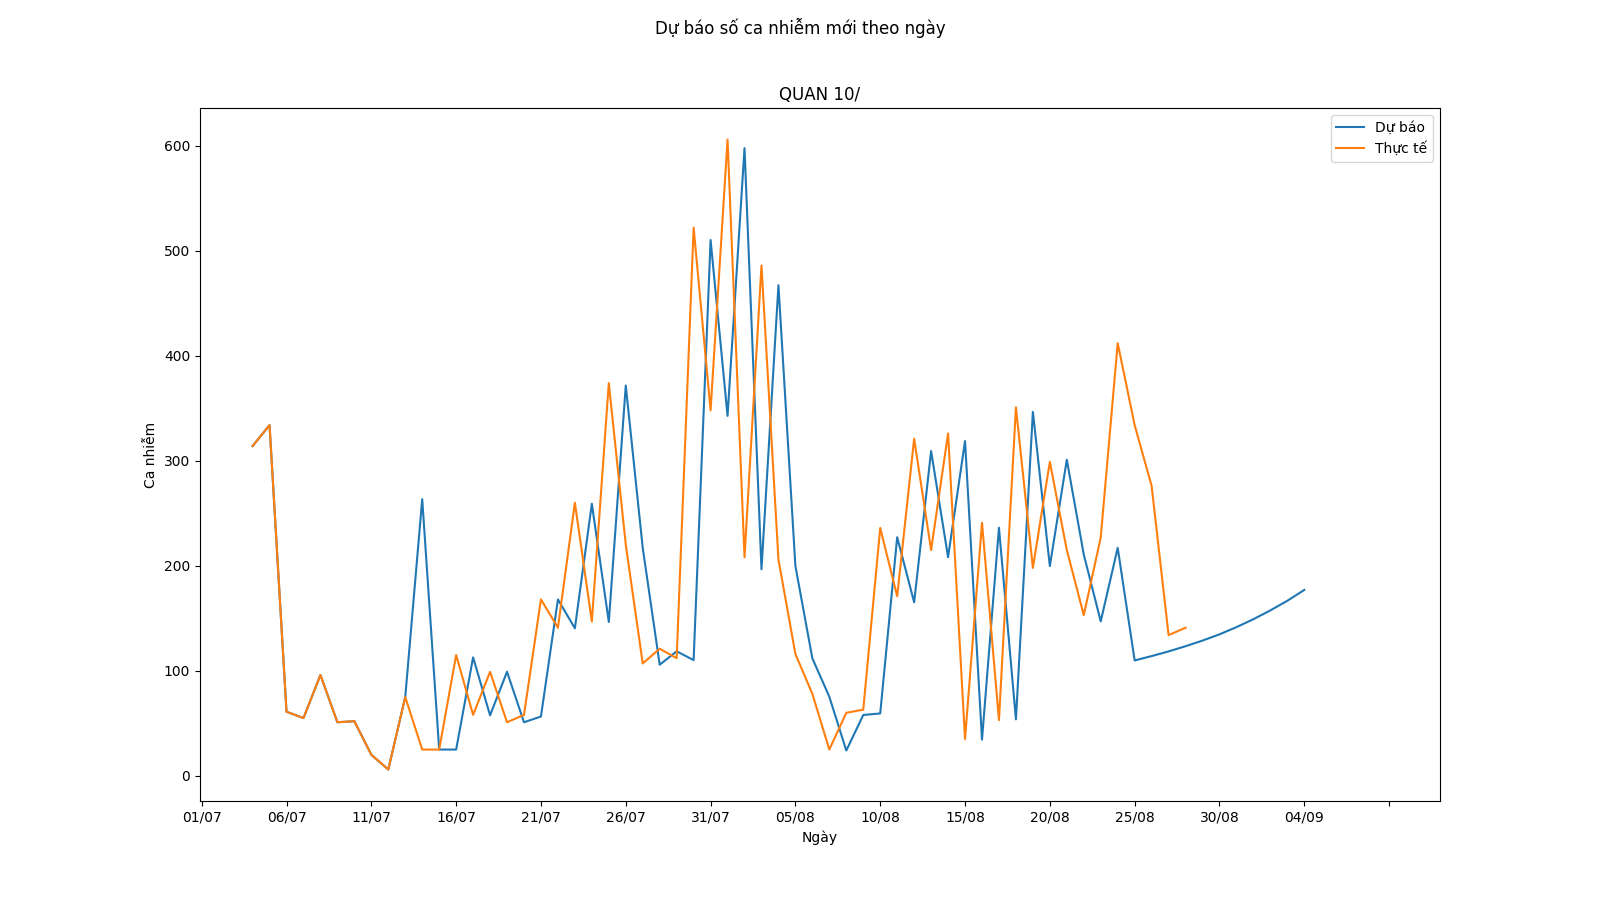 Dự báo số ca nhiễm mới theo ngày
QUAN 10/
Dự báo
Thực tế
Ca nhiễm
600
500
400
300
200
100
0
01/07 06/07 11/07 16/07 21/07 26/07 31/07 05/08 10/08 15/08 20/08 25/08 30/08 04/09
Ngày